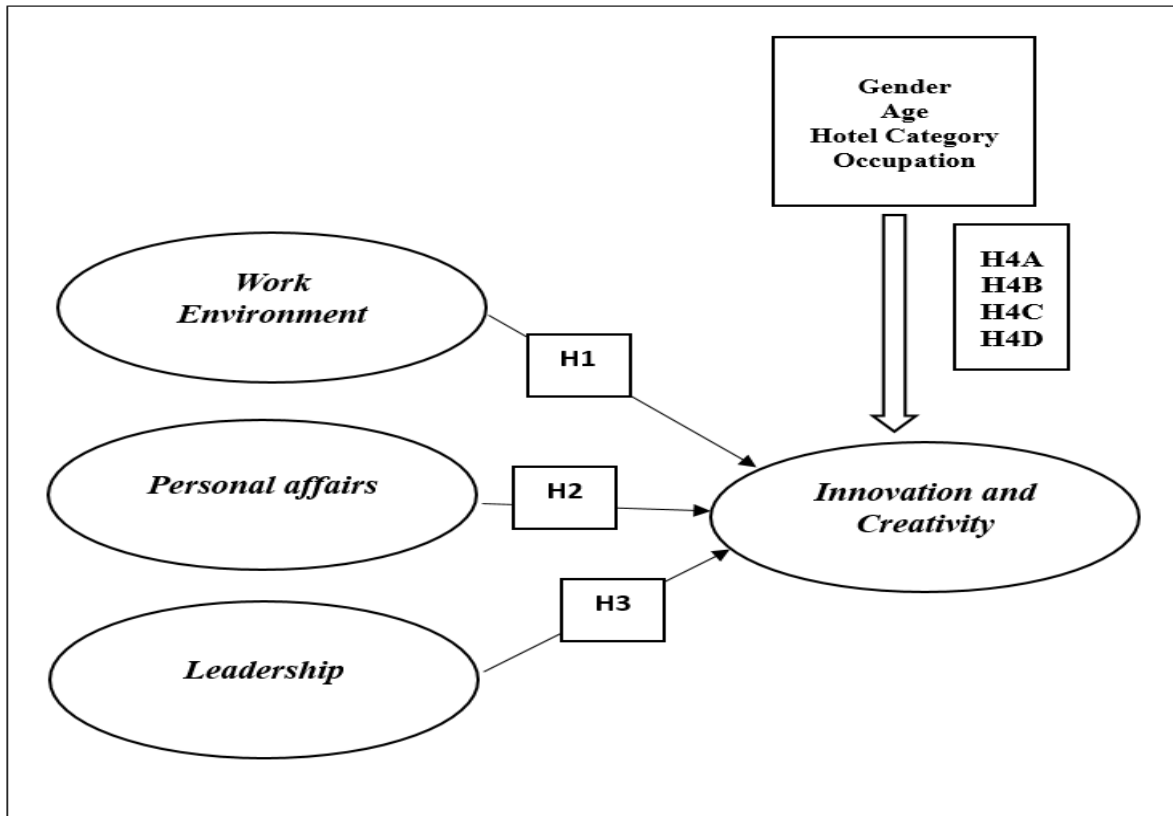 Gender
Age
Hotel Category
Occupation
H4A
H4B
H4C
H4D
Work
Environment
H1
Personal affairs
H2
Innovation and
Creativity
H3
Leadership